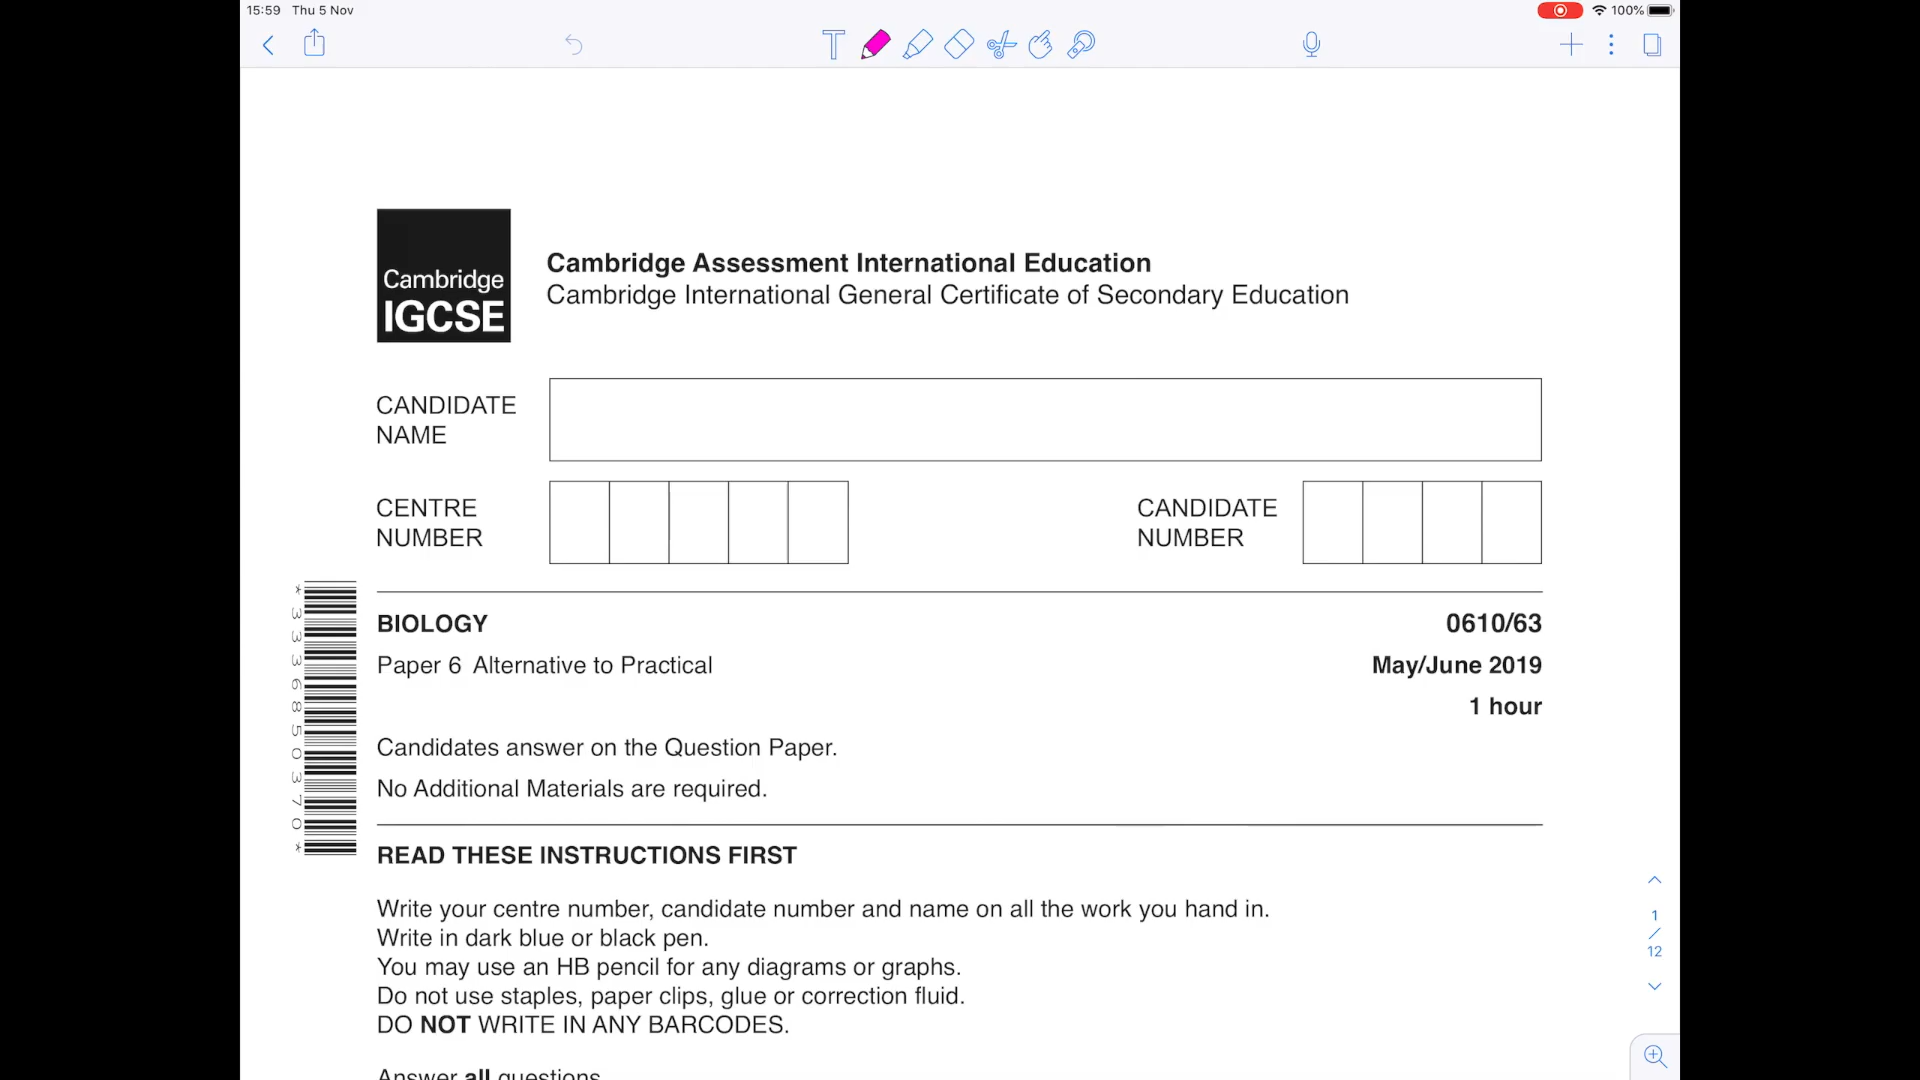 15:59 Thu 5 Nov
100%
T
Cambridge
IGCSE
Cambridge Assessment International Education
Cambridge International General Certificate of Secondary Education
CANDIDATE
NAME
CENTRE
NUMBER
CANDIDATE
NUMBER
*3336850370*
BIOLOGY
0610/63
Paper 6 Alternative to Practical
May/June 2019
1 hour
Candidates answer on the Question Paper.
No Additional Materials are required.
READ THESE INSTRUCTIONS FIRST
Write your centre number, candidate number and name on all the work you hand in.
Write in dark blue or black pen.
You may use an HB pencil for any diagrams or graphs.
Do not use staples, paper clips, glue or correction fluid.
DO NOT WRITE IN ANY BARCODES.
Answer all questions
1
/
12